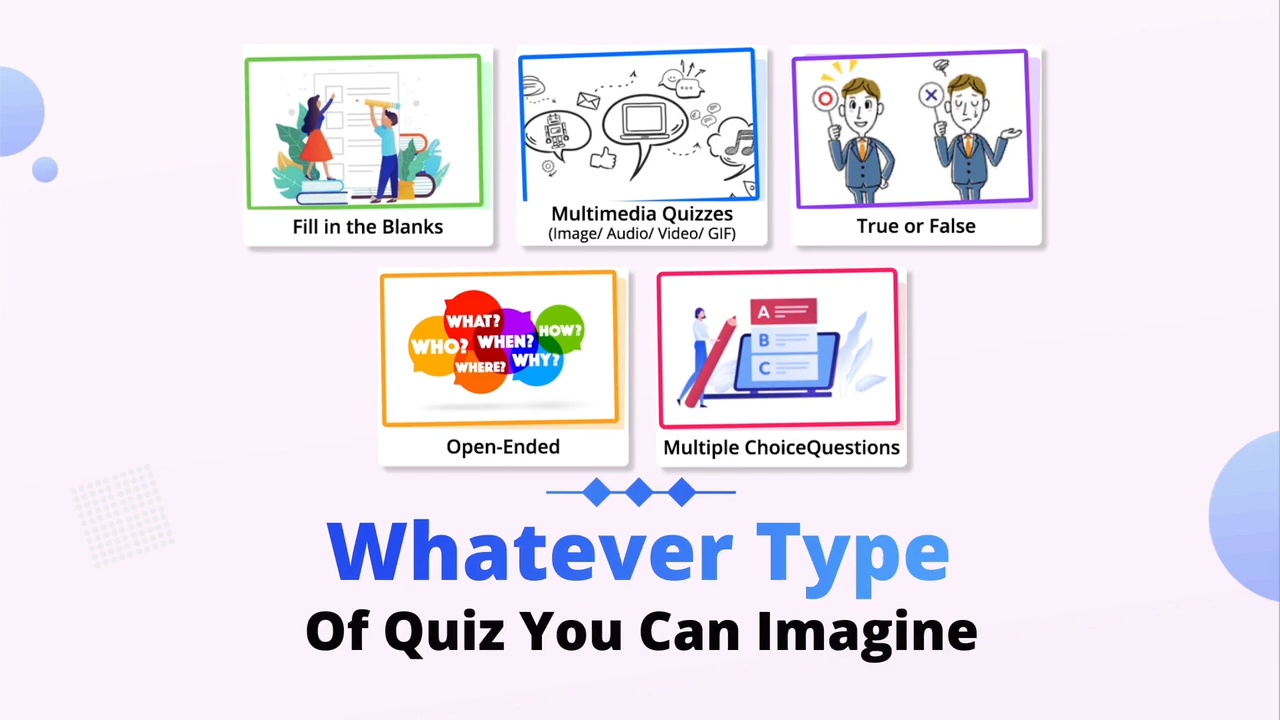 Fill in the Blanks
Multimedia Quizzes
(Image/ Audio/ Video/ GIF)
True or False
WHAT?
HOW?
WHO?
WHEN?
WHERE?
WHY?
Open-Ended
A
B
C
Multiple ChoiceQuestions
Whatever Type
Of Quiz You Can Imagine